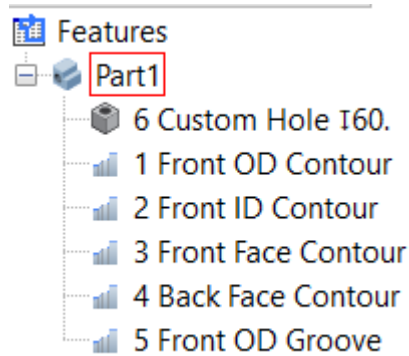 Features
Part1
6 Custom Hole ↧60.
1 Front OD Contour
2 Front ID Contour
3 Front Face Contour
4 Back Face Contour
5 Front OD Groove